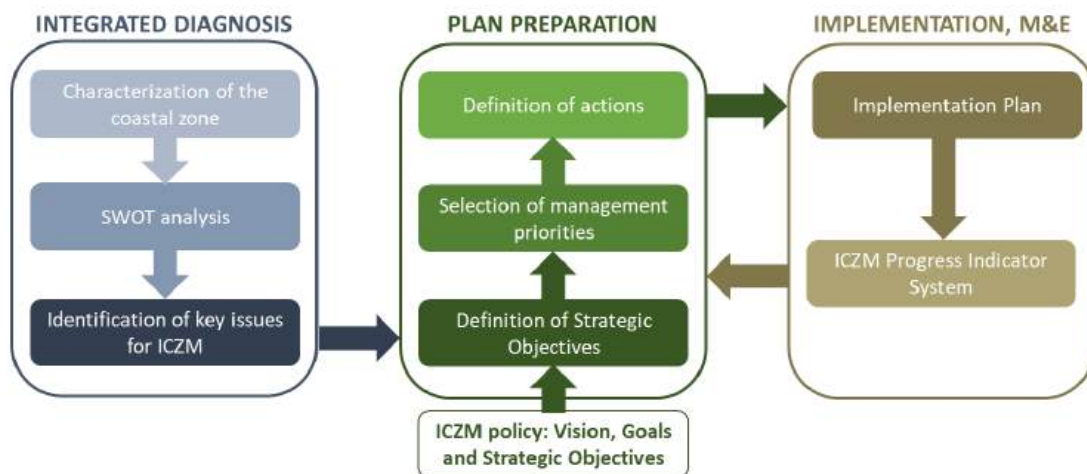 INTEGRATED DIAGNOSIS
Characterization of the
coastal zone
SWOT analysis
Identification of key issues
for ICZM
PLAN PREPARATION
Definition of actions
Selection of management
priorities
Definition of Strategic
Objectives
ICZM policy: Vision, Goals
and Strategic Objectives
IMPLEMENTATION, M&E
Implementation Plan
ICZM Progress Indicator
System